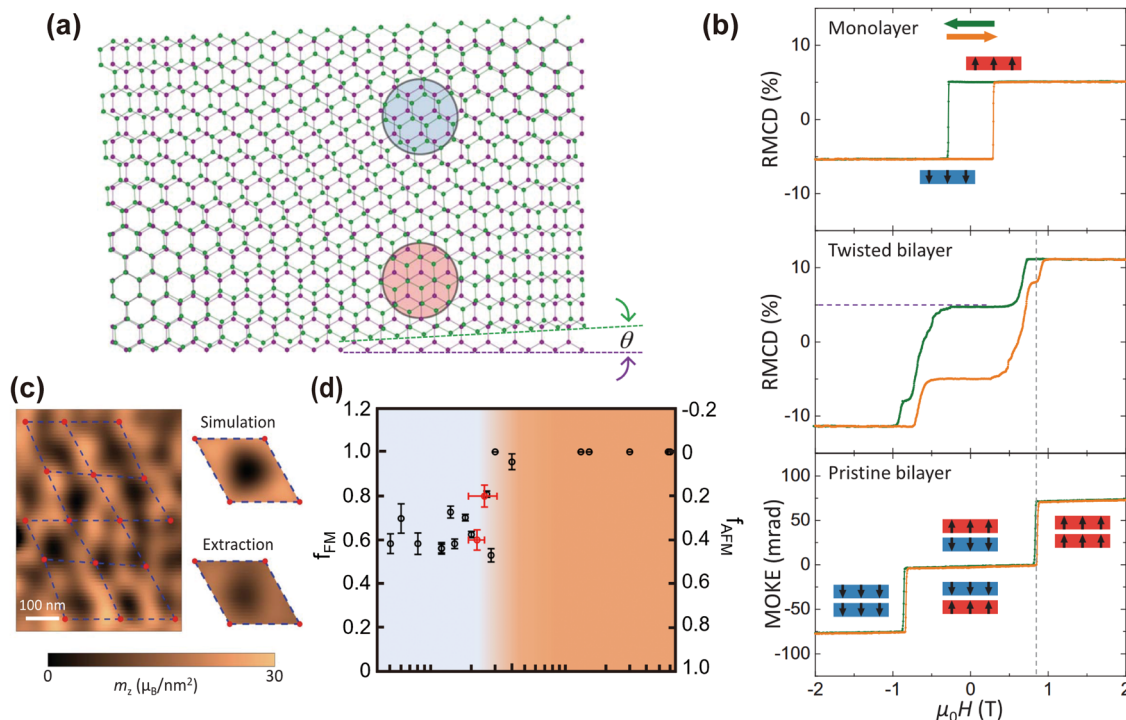 (a)
θ
(b)
Monolayer
10
0
-10
RMCD (%)
Twisted bilayer
10
0
-10
RMCD (%)
Pristine bilayer
100
50
0
-50
-100
MOKE (mrad)
-2
-1
0
1
2
μ₀H (T)
(c)
100 nm
Simulation
Extraction
0
30
m_z (μ_B/nm²)
(d)
1.2
1.0
0.8
0.6
0.4
0.2
0
f_FM
-0.2
0
0.2
0.4
0.6
0.8
1.0
f_AFM